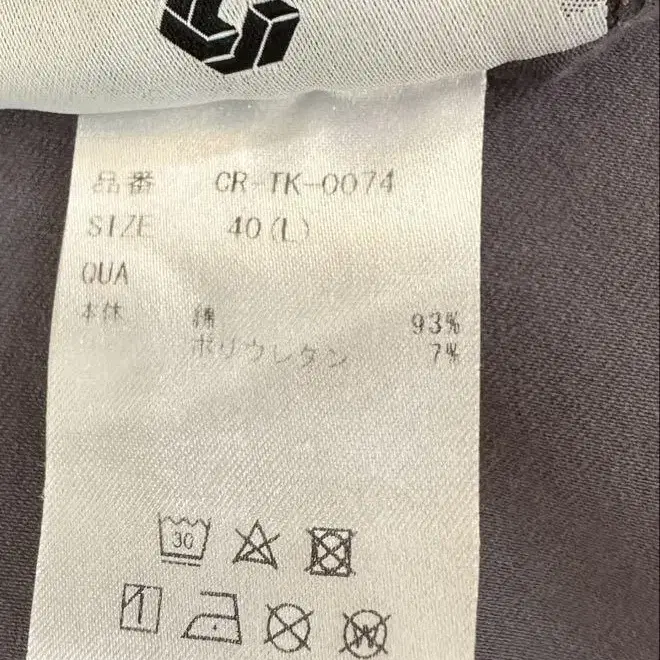 品番 CR-TK-0074
SIZE 40(L)
QUA
本体 綿 93%
ポリウレタン 7%
30
W